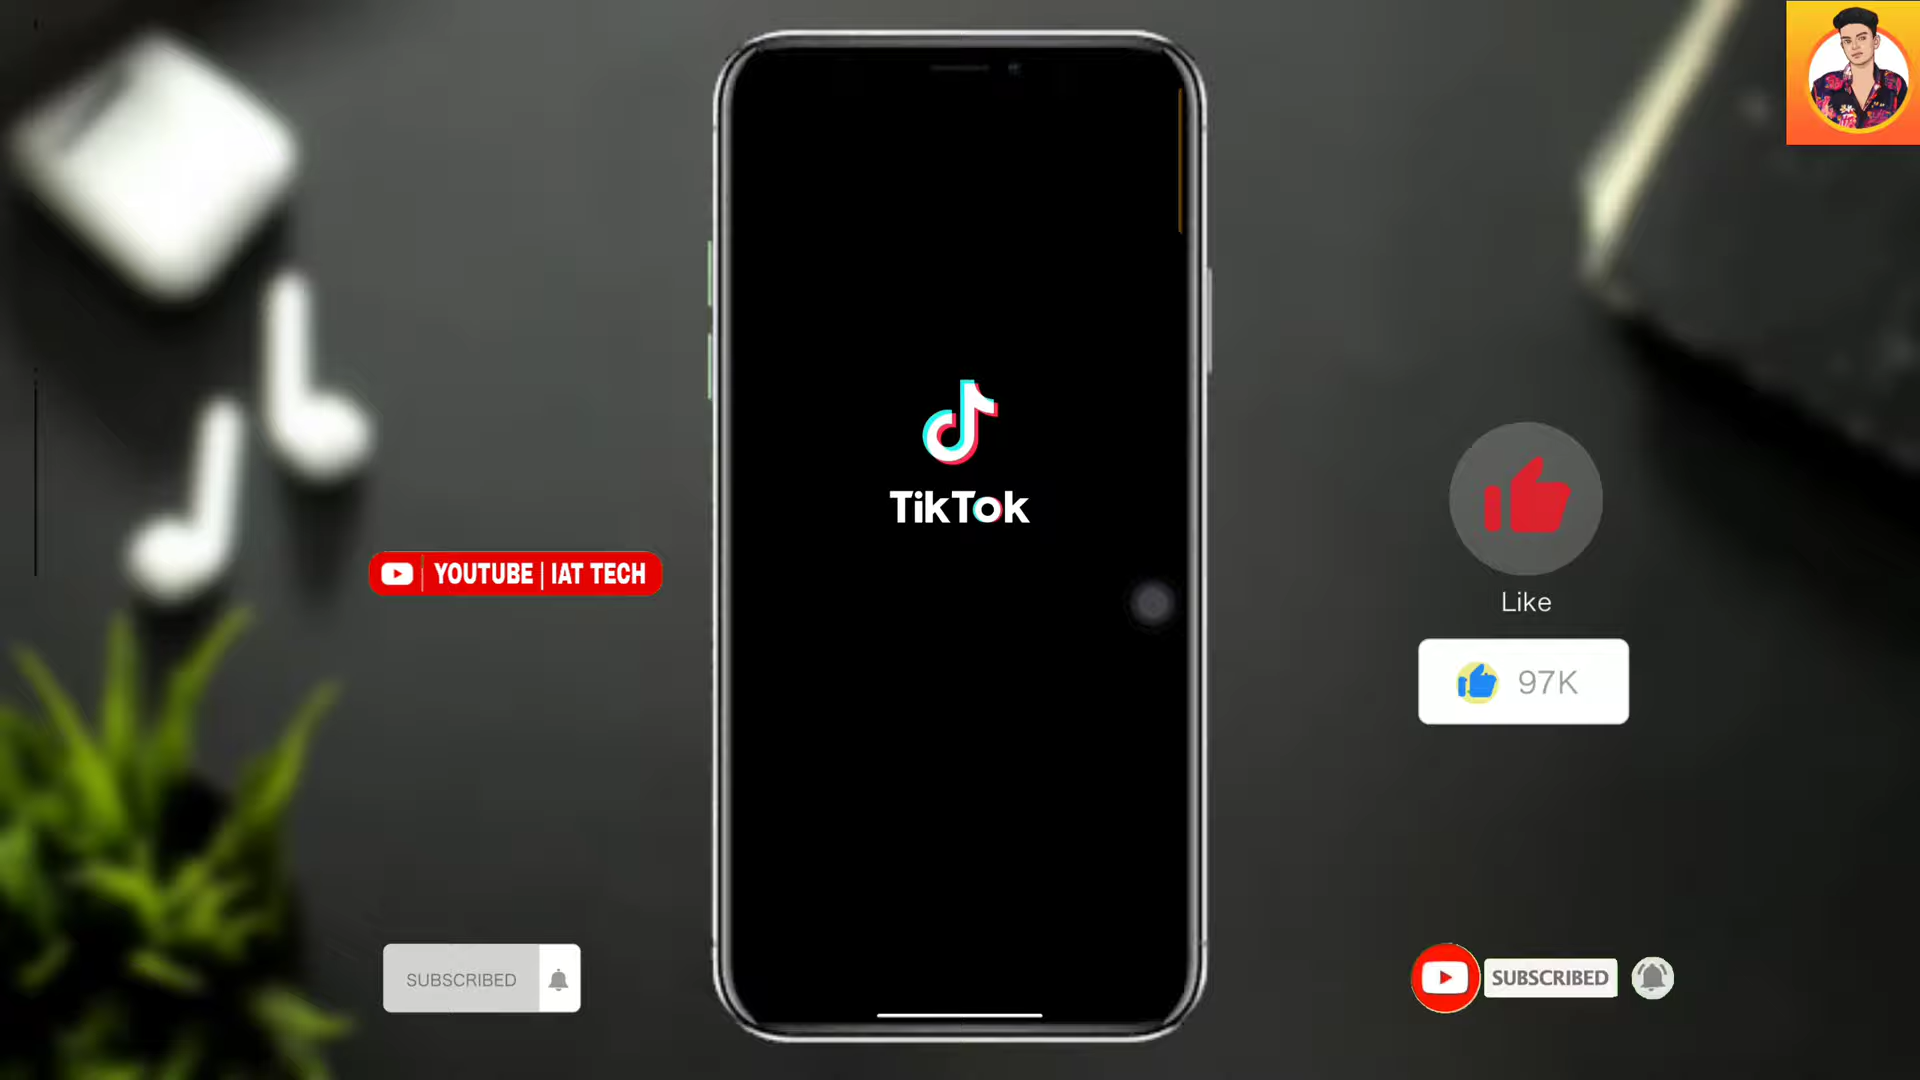 TikTok
YOUTUBE | IAT TECH
Like
97K
SUBSCRIBED
SUBSCRIBED